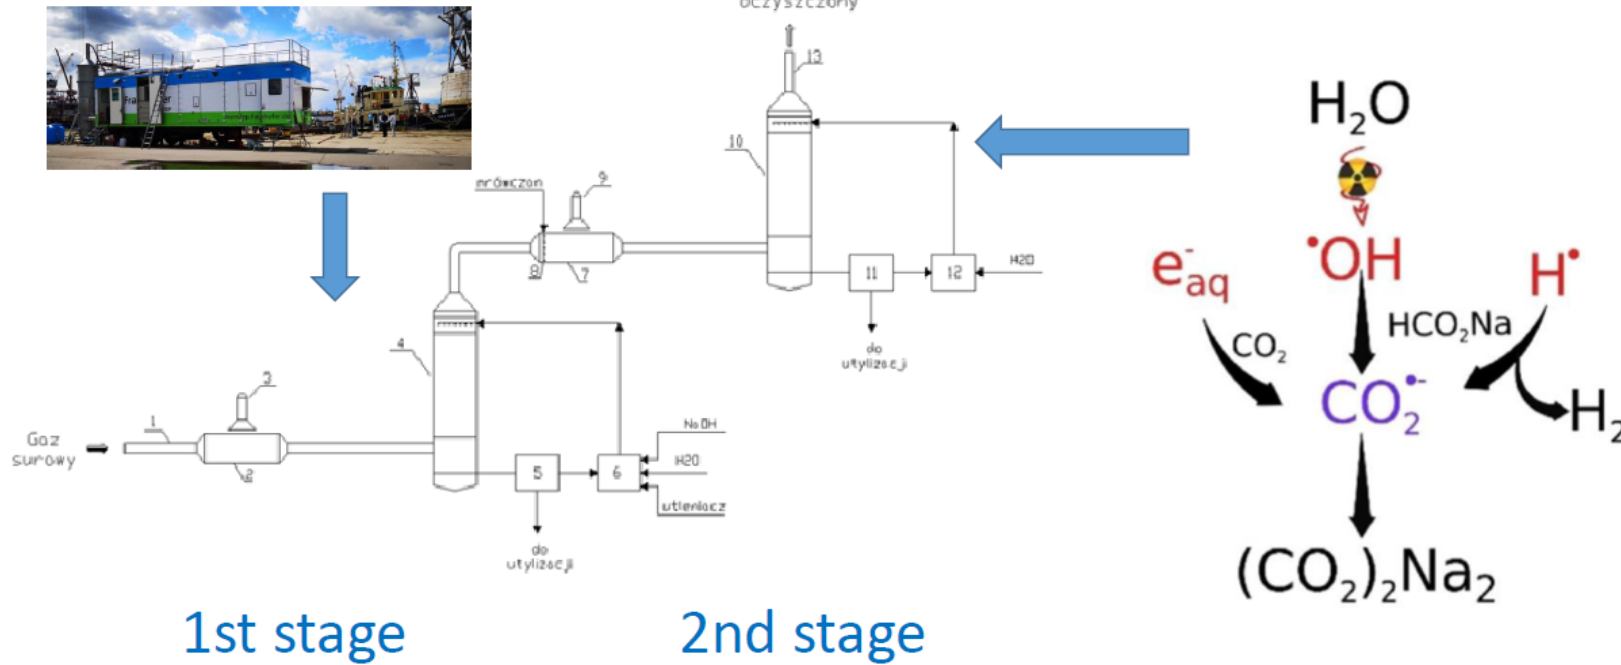 oczyszczony
13
10
mrówczan
9
8
7
11
12
H2O
do
utylizacji
4
3
1
Gaz
surowy
2
NaOH
H2O
utleniacz
5
6
do
utylizacji
H₂O
e⁻aq
•OH
H•
CO₂
HCO₂Na
CO₂•-
H₂
(CO₂)₂Na₂
1st stage
2nd stage